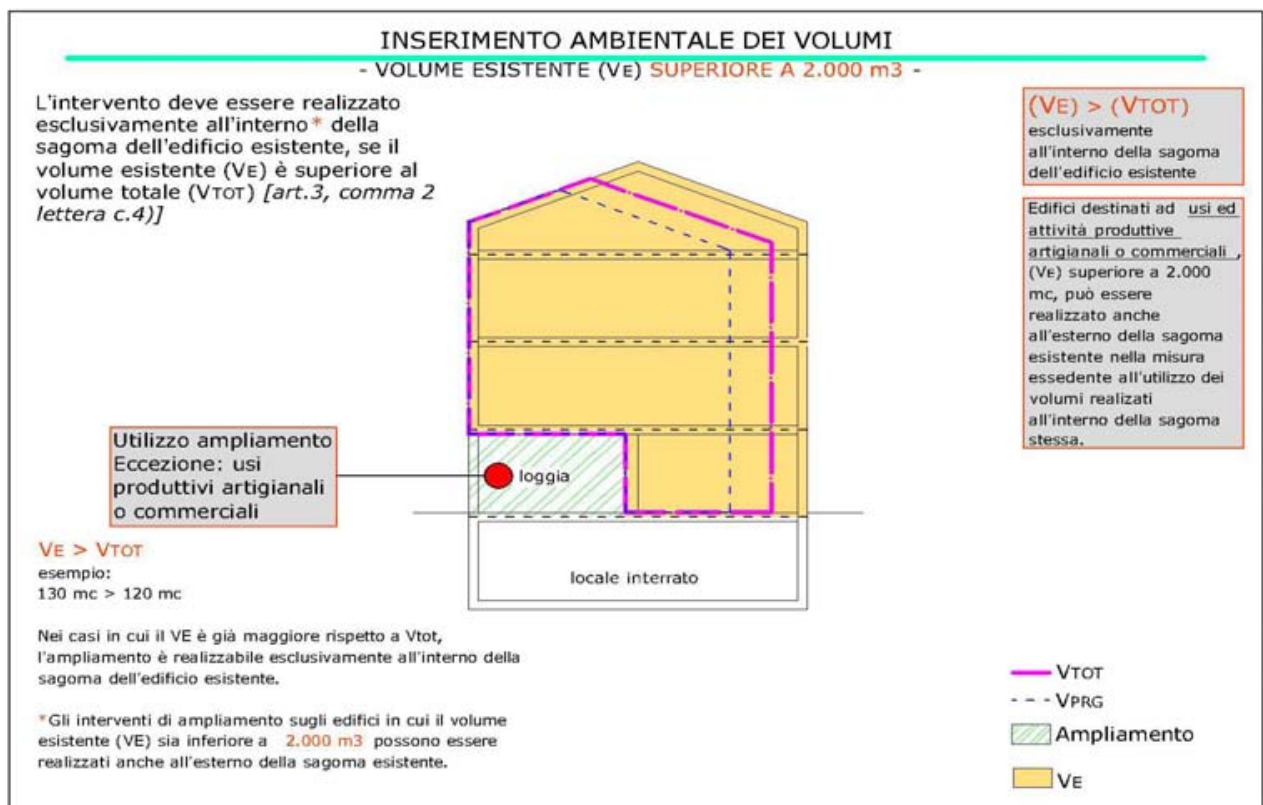 INSERIMENTO AMBIENTALE DEI VOLUMI
- VOLUME ESISTENTE (VE) SUPERIORE A 2.000 m3 -
L'intervento deve essere realizzato
esclusivamente all'interno* della
sagoma dell'edificio esistente, se il
volume esistente (VE) è superiore al
volume totale (VTOT) [art.3, comma 2
lettera c.4)]
(VE) > (VTOT)
esclusivamente
all'interno della sagoma
dell'edificio esistente
Edifici destinati ad usi ed
attività produttive
artigianali o commerciali ,
(VE) superiore a 2.000
mc, può essere
realizzato anche
all'esterno della sagoma
esistente nella misura
essedente all'utilizo dei
volumi realizati
all'interno della sagoma
stessa.
Utilizzo ampliamento
Eccezione: usi
produttivi artigianali
o commerciali
loggia
locale interrato
VE > VTOT
esempio:
130 mc > 120 mc
Nei casi in cui il VE è già maggiore rispetto a Vtot,
l'ampliamento è realizzabile esclusivamente all'interno della
sagoma dell'edificio esistente.
*Gli interventi di ampliamento sugli edifici in cui il volume
esistente (VE) sia inferiore a 2.000 m3 possono essere
realizzati anche all'esterno della sagoma esistente.
VTOT
VPRG
Ampliamento
VE